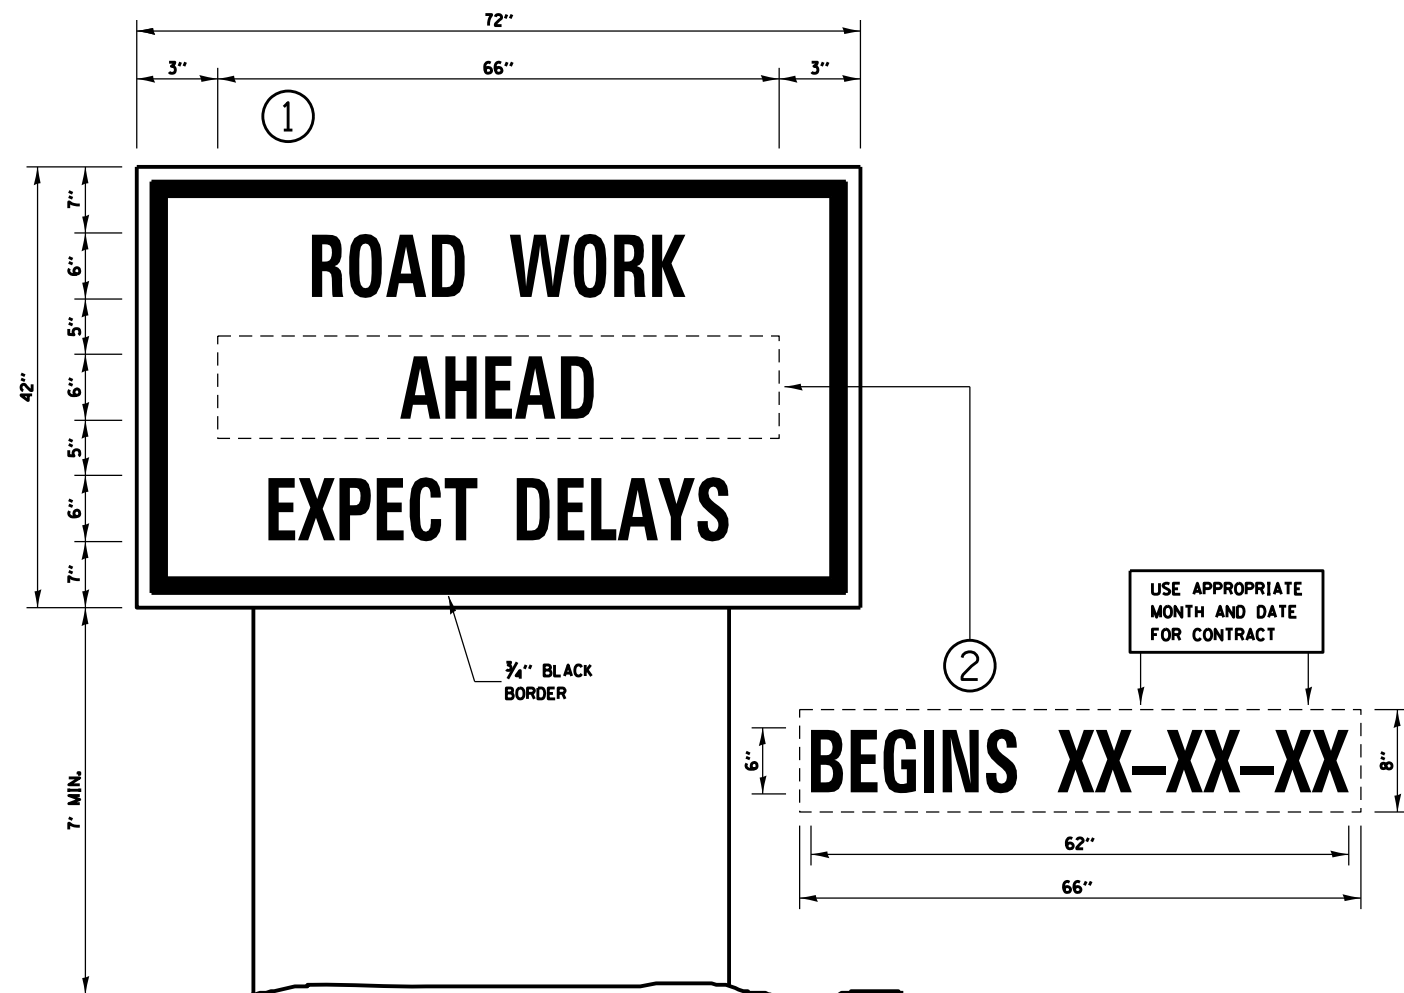 72"
3" 66" 3"
1
7"
6"
5"
6"
5"
6"
7"
42"
ROAD WORK
AHEAD
EXPECT DELAYS
3/4" BLACK
BORDER
7' MIN.
USE APPROPRIATE
MONTH AND DATE
FOR CONTRACT
2
6"
BEGINS XX-XX-XX
8"
62"
66"